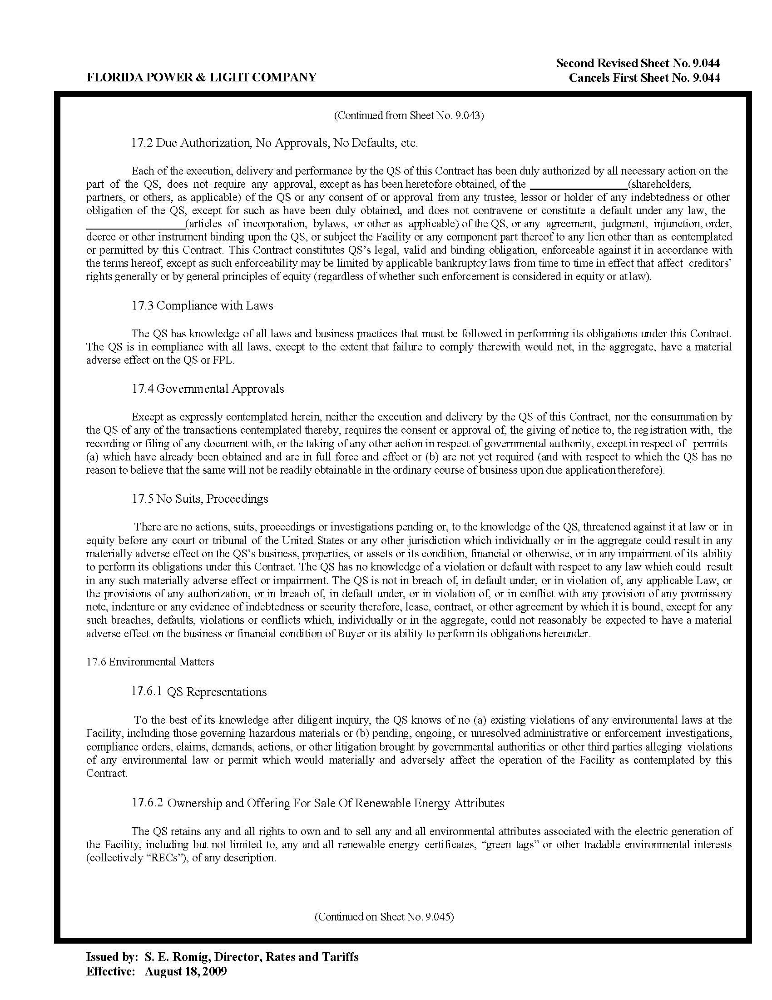 Second Revised Sheet No. 9.044
FLORIDA POWER & LIGHT COMPANY
Cancels First Sheet No. 9.044
(Continued from Sheet No. 9.043)
17.2 Due Authorization, No Approvals, No Defaults, etc.
Each of the execution, delivery and performance by the QS of this Contract has been duly authorized by all necessary action on the
part of the QS, does not require any approval, except as has been heretofore obtained, of the ________________(shareholders,
partners, or others, as applicable) of the QS or any consent of or approval from any trustee, lessor or holder of any indebtedness or other
obligation of the QS, except for such as have been duly obtained, and does not contravene or constitute a default under any law, the
________________(articles of incorporation, bylaws, or other as applicable) of the QS, or any agreement, judgment, injunction, order,
decree or other instrument binding upon the QS, or subject the Facility or any component part thereof to any lien other than as contemplated
or permitted by this Contract. This Contract constitutes QS’s legal, valid and binding obligation, enforceable against it in accordance with
the terms hereof, except as such enforceability may be limited by applicable bankruptcy laws from time to time in effect that affect creditors’
rights generally or by general principles of equity (regardless of whether such enforcement is considered in equity or at law).
17.3 Compliance with Laws
The QS has knowledge of all laws and business practices that must be followed in performing its obligations under this Contract.
The QS is in compliance with all laws, except to the extent that failure to comply therewith would not, in the aggregate, have a material
adverse effect on the QS or FPL.
17.4 Governmental Approvals
Except as expressly contemplated herein, neither the execution and delivery by the QS of this Contract, nor the consummation by
the QS of any of the transactions contemplated thereby, requires the consent or approval of, the giving of notice to, the registration with, the
recording or filing of any document with, or the taking of any other action in respect of governmental authority, except in respect of permits
(a) which have already been obtained and are in full force and effect or (b) are not yet required (and with respect to which the QS has no
reason to believe that the same will not be readily obtainable in the ordinary course of business upon due application therefore).
17.5 No Suits, Proceedings
There are no actions, suits, proceedings or investigations pending or, to the knowledge of the QS, threatened against it at law or in
equity before any court or tribunal of the United States or any other jurisdiction which individually or in the aggregate could result in any
materially adverse effect on the QS’s business, properties, or assets or its condition, financial or otherwise, or in any impairment of its ability
to perform its obligations under this Contract. The QS has no knowledge of a violation or default with respect to any law which could result
in any such materially adverse effect or impairment. The QS is not in breach of, in default under, or in violation of, any applicable Law, or
the provisions of any authorization, or in breach of, in default under, or in violation of, or in conflict with any provision of any promissory
note, indenture or any evidence of indebtedness or security therefore, lease, contract, or other agreement by which it is bound, except for any
such breaches, defaults, violations or conflicts which, individually or in the aggregate, could not reasonably be expected to have a material
adverse effect on the business or financial condition of Buyer or its ability to perform its obligations hereunder.
17.6 Environmental Matters
17.6.1 QS Representations
To the best of its knowledge after diligent inquiry, the QS knows of no (a) existing violations of any environmental laws at the
Facility, including those governing hazardous materials or (b) pending, ongoing, or unresolved administrative or enforcement investigations,
compliance orders, claims, demands, actions, or other litigation brought by governmental authorities or other third parties alleging violations
of any environmental law or permit which would materially and adversely affect the operation of the Facility as contemplated by this
Contract.
17.6.2 Ownership and Offering For Sale Of Renewable Energy Attributes
The QS retains any and all rights to own and to sell any and all environmental attributes associated with the electric generation of
the Facility, including but not limited to, any and all renewable energy certificates, “green tags” or other tradable environmental interests
(collectively “RECs”), of any description.
(Continued on Sheet No. 9.045)
Issued by: S. E. Romig, Director, Rates and Tariffs
Effective: August 18, 2009